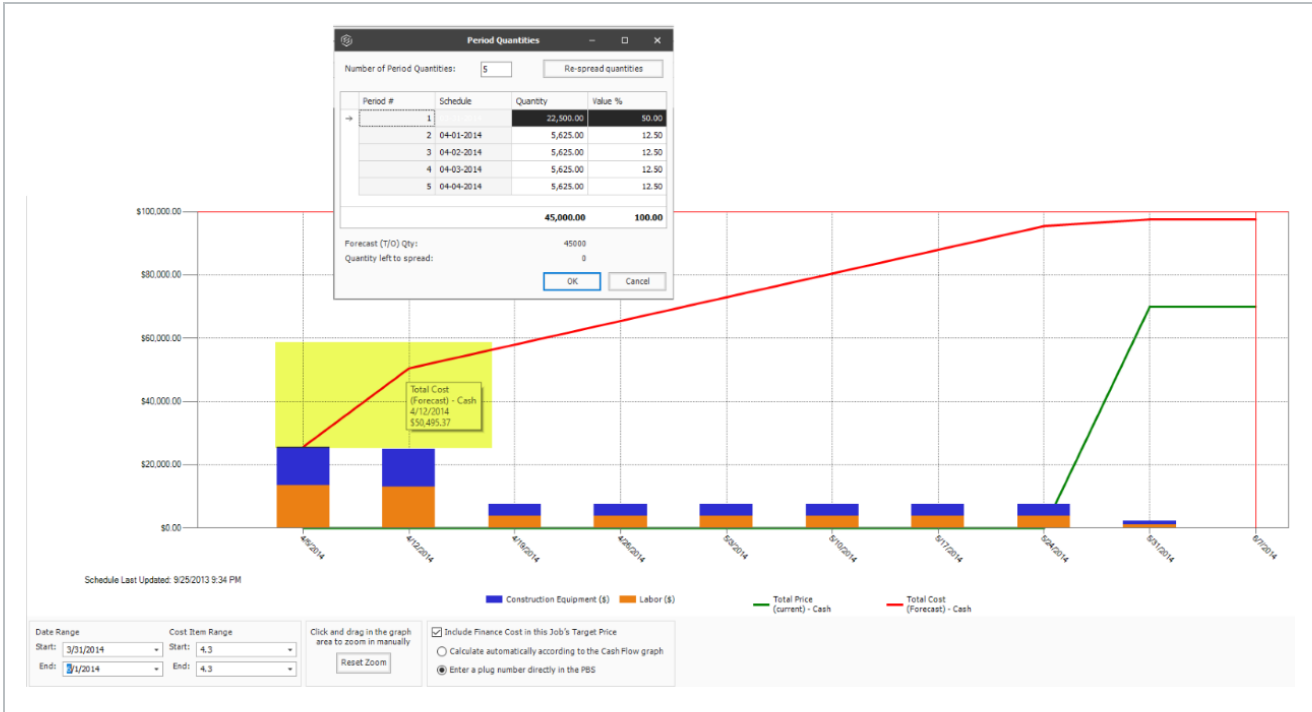 Period Quantities
Number of Period Quantities: 5 Re-spread quantities
Period # Schedule Quantity Value %
1 22,500.00 50.00
2 04-01-2014 5,625.00 12.50
3 04-02-2014 5,625.00 12.50
4 04-03-2014 5,625.00 12.50
5 04-04-2014 5,625.00 12.50
45,000.00 100.00
Forecast (T/O) Qty: 45000
Quantity left to spread: 0
OK Cancel
$100,000.00
$80,000.00
$60,000.00
$40,000.00
$20,000.00
$0.00
Total Cost
(Forecast) - Cash
4/12/2014
$50,495.37
4/5/2014 4/12/2014 4/19/2014 4/26/2014 5/3/2014 5/10/2014 5/17/2014 5/24/2014 5/31/2014 6/7/2014
Schedule Last Updated: 9/25/2013 9:34 PM
Construction Equipment ($) Labor ($) Total Price Total Cost
(current) - Cash (Forecast) - Cash
Date Range Cost Item Range Click and drag in the graph Include Finance Cost in this Job's Target Price
Start: 3/31/2014 Start: 4.3 area to zoom in manually Calculate automatically according to the Cash Flow graph
End: /1/2014 End: 4.3 Reset Zoom Enter a plug number directly in the PBS